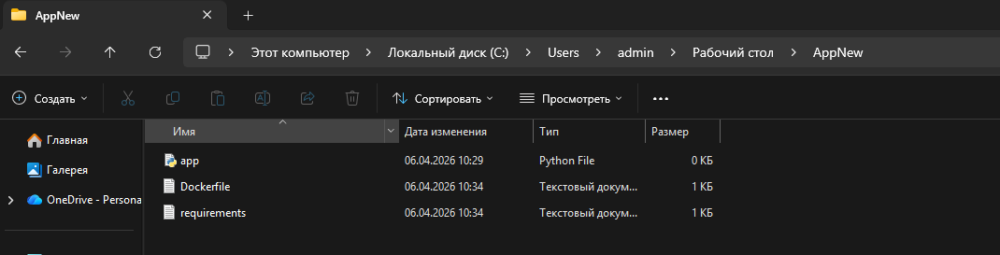 AppNew
Этот компьютер > Локальный диск (C:) > Users > admin > Рабочий стол > AppNew
Создать Сортировать Просмотреть
Имя Дата изменения Тип Размер
Главная
Галерея
OneDrive - Persona
app 06.04.2026 10:29 Python File 0 КБ
Dockerfile 06.04.2026 10:34 Текстовый докум... 1 КБ
requirements 06.04.2026 10:34 Текстовый докум... 1 КБ